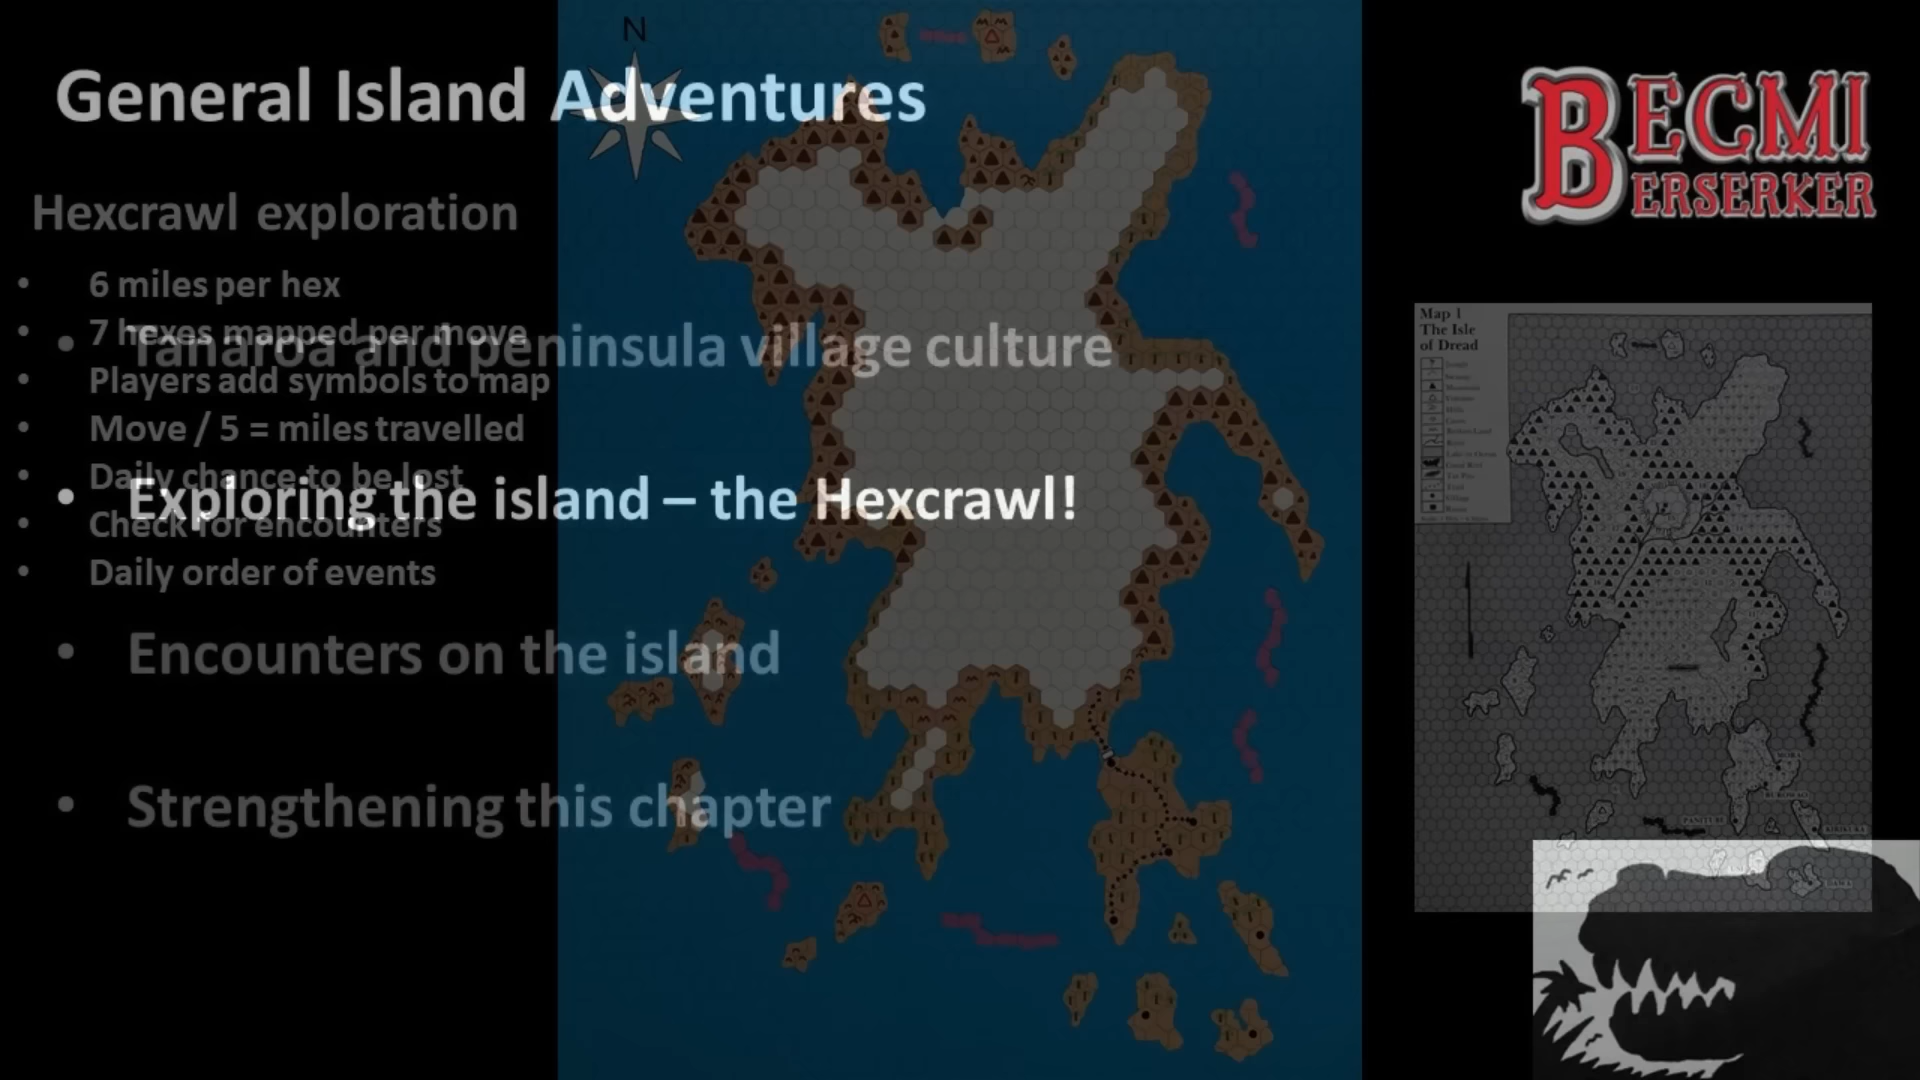 N
General Island Adventures
BECMI
BERSERKER
Hexcrawl exploration
• 6 miles per hex
• 7 hexes mapped per move
• Tanaroa and peninsula village culture
• Players add symbols to map
• Move / 5 = miles travelled
• Daily chance to be lost
• Exploring the island – the Hexcrawl!
• Check for encounters
• Daily order of events
• Encounters on the island
• Strengthening this chapter
Map 1
The Isle
of Dread